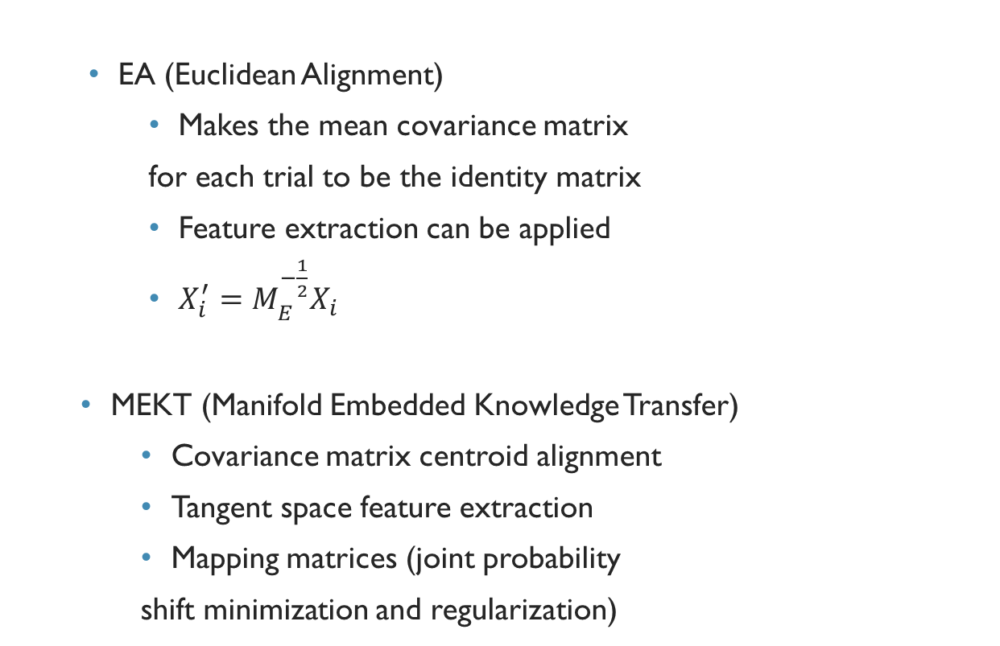 • EA (Euclidean Alignment)
• Makes the mean covariance matrix
for each trial to be the identity matrix
• Feature extraction can be applied
• $X_i' = M_E^{-\frac{1}{2}} X_i$
• MEKT (Manifold Embedded Knowledge Transfer)
• Covariance matrix centroid alignment
• Tangent space feature extraction
• Mapping matrices (joint probability
shift minimization and regularization)